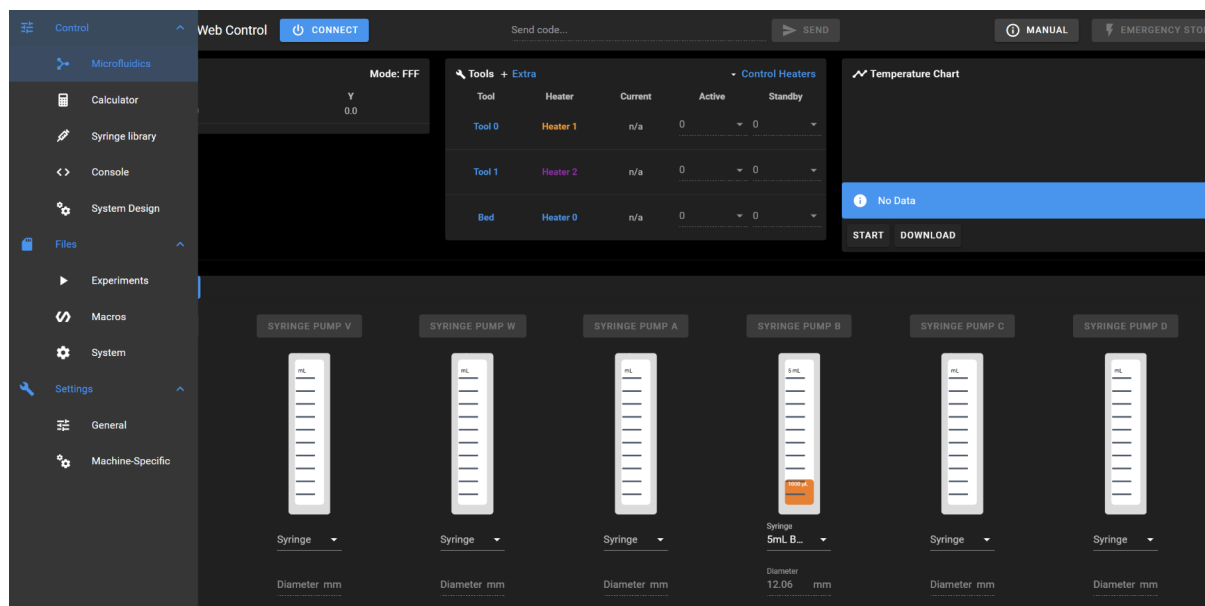 Control
Microfluidics
Calculator
Syringe library
Console
System Design
Files
Experiments
Macros
System
Settings
General
Machine-Specific
Web Control
CONNECT
Send code...
SEND
MANUAL
EMERGENCY STO
Mode: FFF
Y
0.0
Tools + Extra
Control Heaters
Tool Heater Current Active Standby
Tool 0 Heater 1 n/a 0 0
Tool 1 Heater 2 n/a 0 0
Bed Heater 0 n/a 0 0
Temperature Chart
No Data
START DOWNLOAD
SYRINGE PUMP V SYRINGE PUMP W SYRINGE PUMP A SYRINGE PUMP B SYRINGE PUMP C SYRINGE PUMP D
mL mL mL 5 mL mL mL
1000 µL
Syringe
Syringe Syringe Syringe 5mL B... Syringe Syringe
Diameter
Diameter mm Diameter mm Diameter mm 12.06 mm Diameter mm Diameter mm